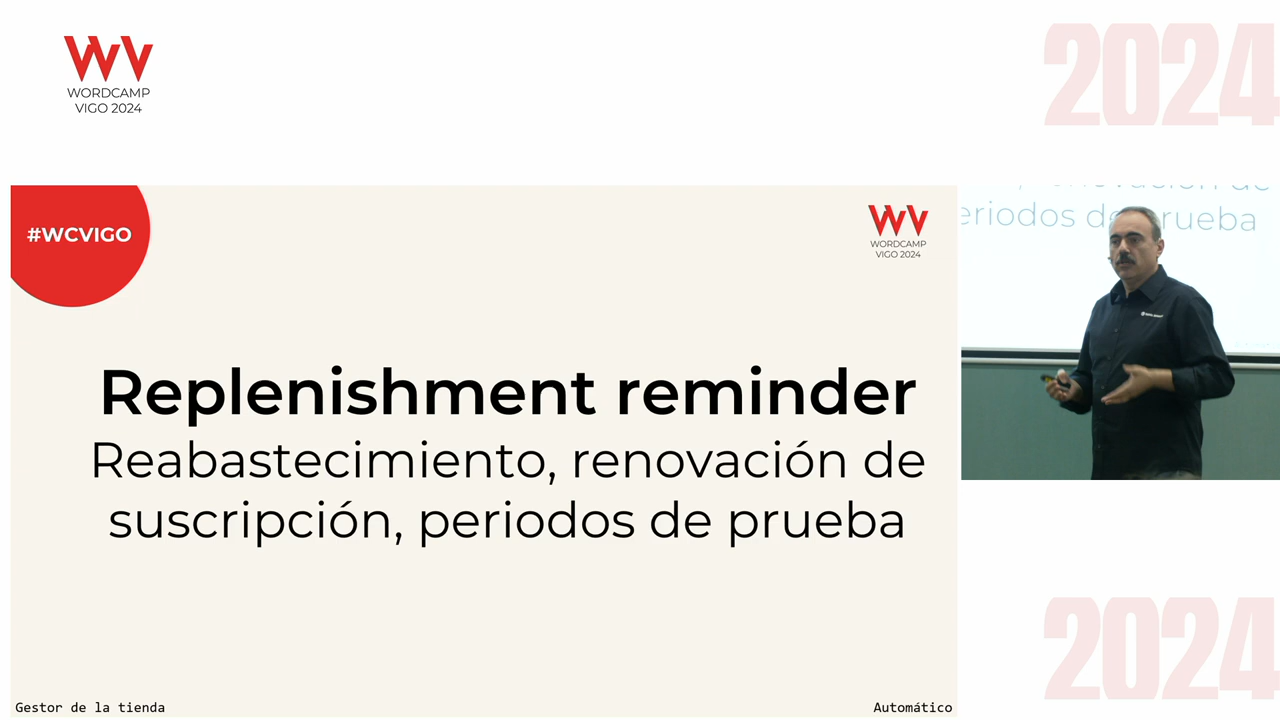 WORDCAMP
VIGO 2024
2024
#WCVIGO
WORDCAMP
VIGO 2024
Replenishment reminder
Reabastecimiento, renovación de
suscripción, periodos de prueba
Gestor de la tienda
Automático
periodos de prueba
2024